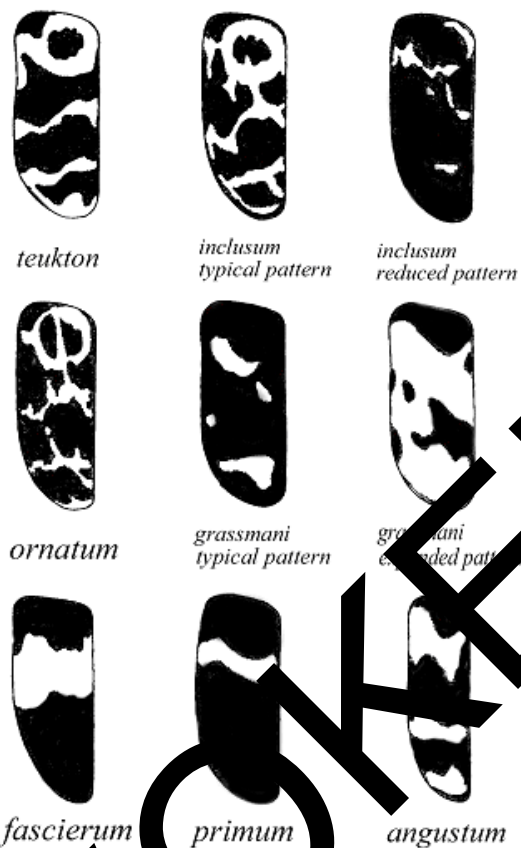 teukton
inclusum
typical pattern
inclusum
reduced pattern
ornatum
grassmani
typical pattern
fascierum
primum
angustum